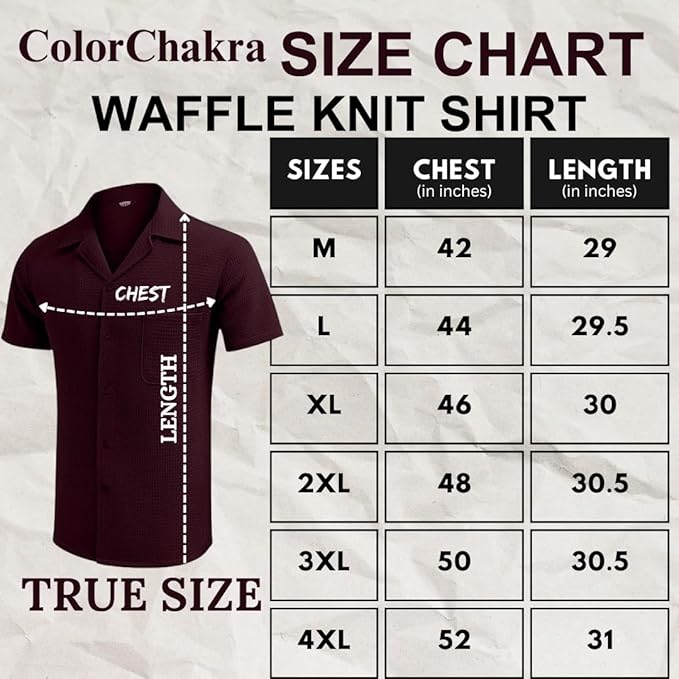 ColorChakra SIZE CHART
WAFFLE KNIT SHIRT
SIZES CHEST (in inches) LENGTH (in inches)
M 42 29
L 44 29.5
XL 46 30
2XL 48 30.5
3XL 50 30.5
4XL 52 31
CHEST
LENGTH
TRUE SIZE